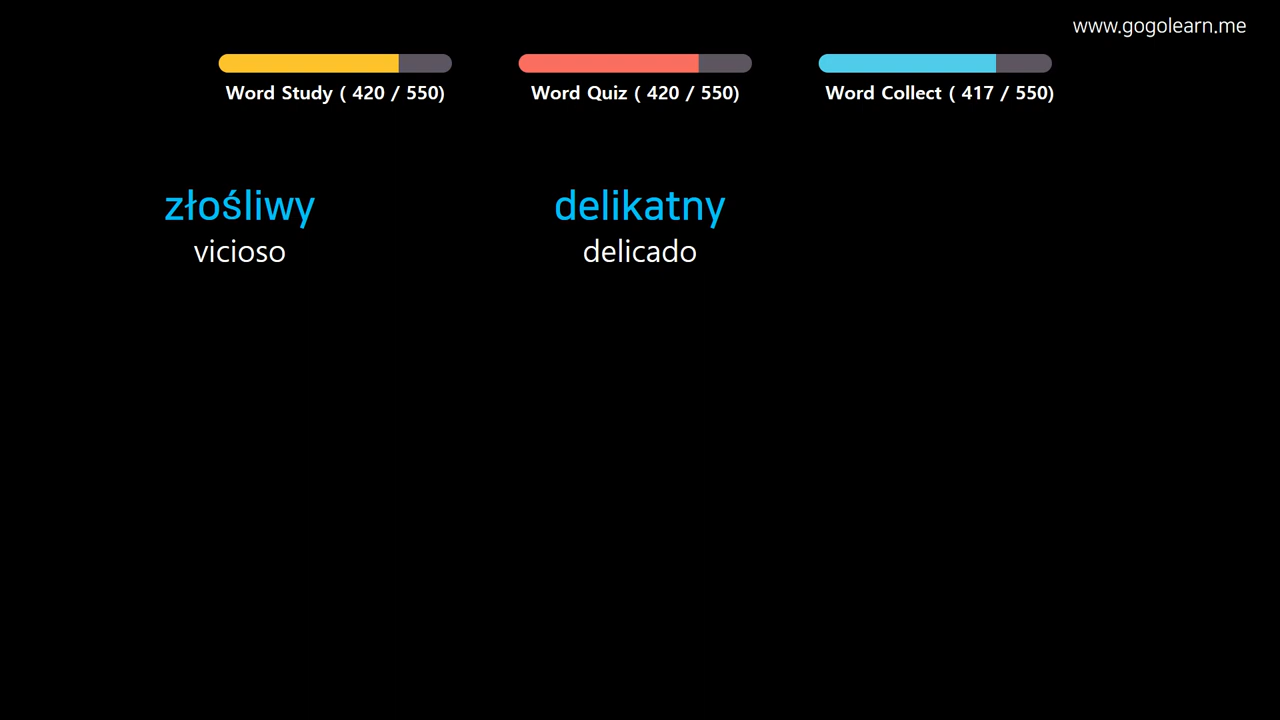 www.gogolearn.me
Word Study ( 420 / 550)
Word Quiz ( 420 / 550)
Word Collect ( 417 / 550)
złośliwy
vicioso
delikatny
delicado